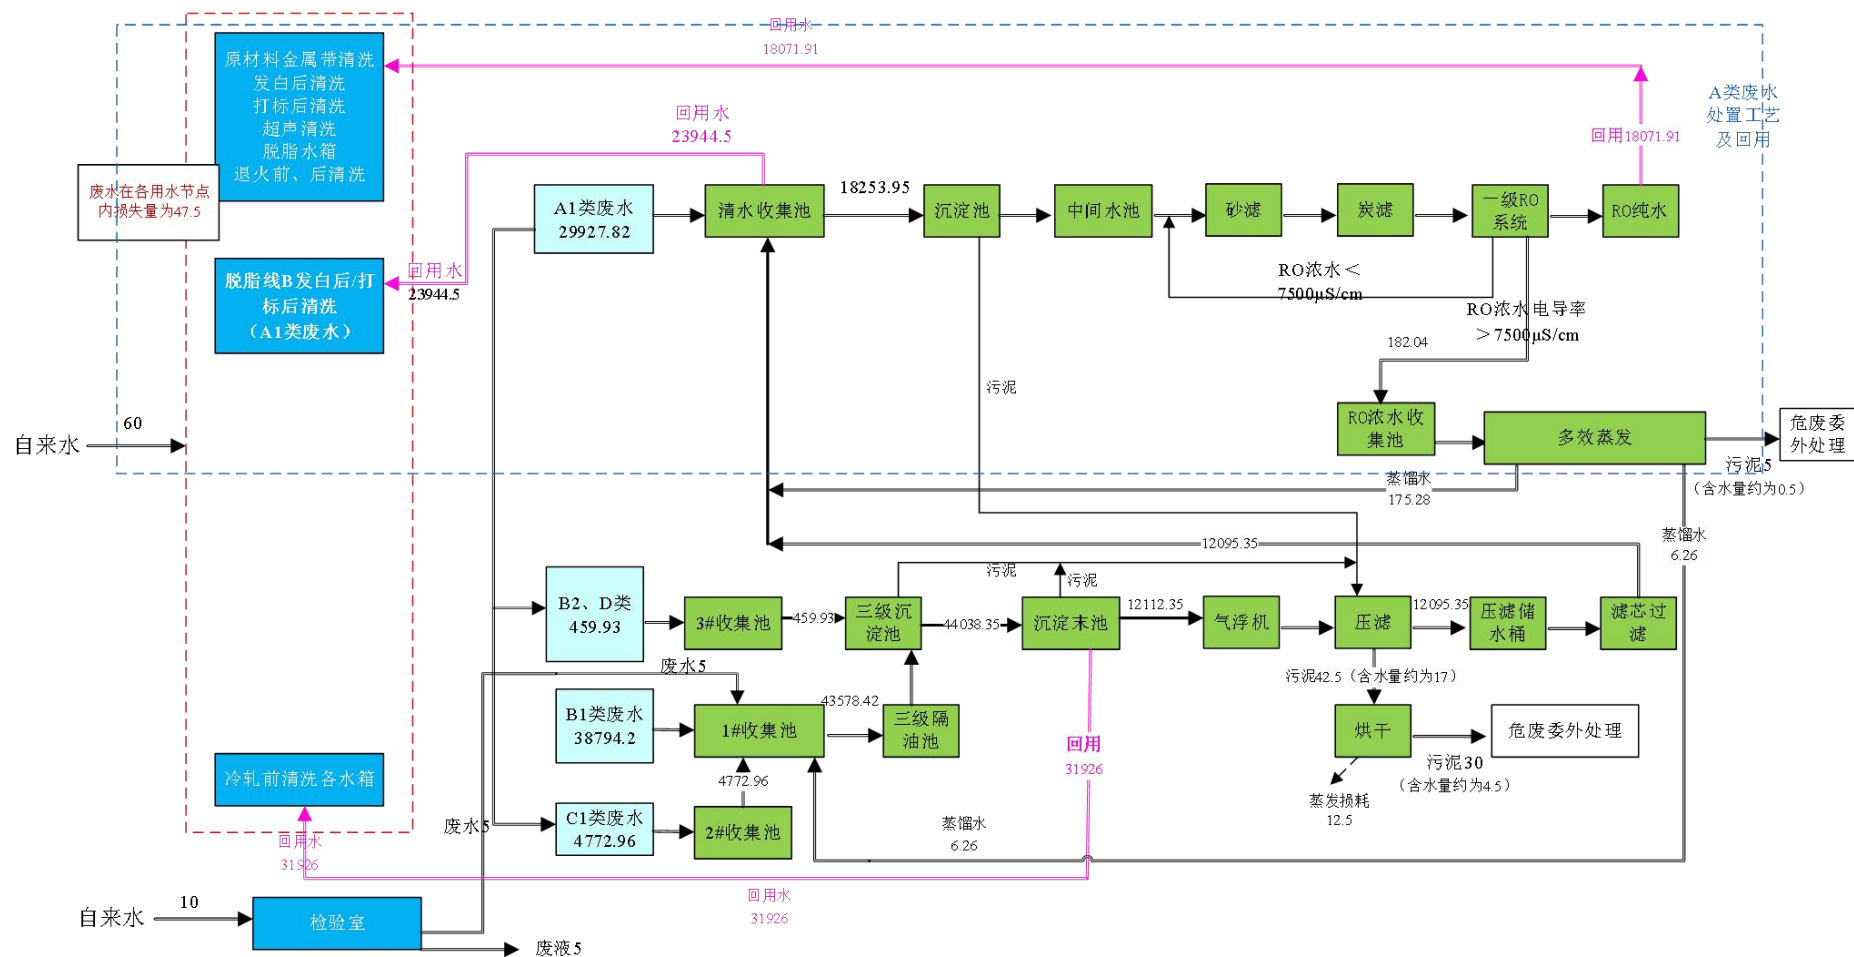 回用水
18071.91
原材料金属带清洗
发白后清洗
打标后清洗
超声清洗
脱脂水箱
退火前、后清洗
A类废水
处置工艺
及回用
回用水
23944.5
回用18071.91
废水在各用水节点
内损失量为47.5
A1类废水
29927.82
清水收集池
18253.95
沉淀池
中间水池
砂滤
炭滤
一级RO
系统
RO纯水
脱脂线B发白后/打
标后清洗
（A1类废水）
回用水
23944.5
RO浓水＜
7500μS/cm
RO浓水电导率
＞7500μS/cm
182.04
污泥
RO浓水收
集池
多效蒸发
危废委
外处理
自来水
60
污泥5
（含水量约为0.5）
蒸馏水
175.28
蒸馏水
6.26
12095.35
污泥
污泥
B2、D类
459.93
3#收集池
459.93
三级沉
淀池
44038.35
沉淀末池
12112.35
气浮机
压滤
12095.35
压滤储
水桶
滤芯过
滤
废水5
污泥42.5（含水量约为17）
B1类废水
38794.2
1#收集池
43578.42
三级隔
油池
烘干
危废委外处理
回用
31926
污泥30
（含水量约为4.5）
蒸发损耗
12.5
冷轧前清洗各水箱
4772.96
C1类废水
4772.96
2#收集池
废水5
蒸馏水
6.26
回用水
31926
回用水
31926
自来水
10
检验室
废液5